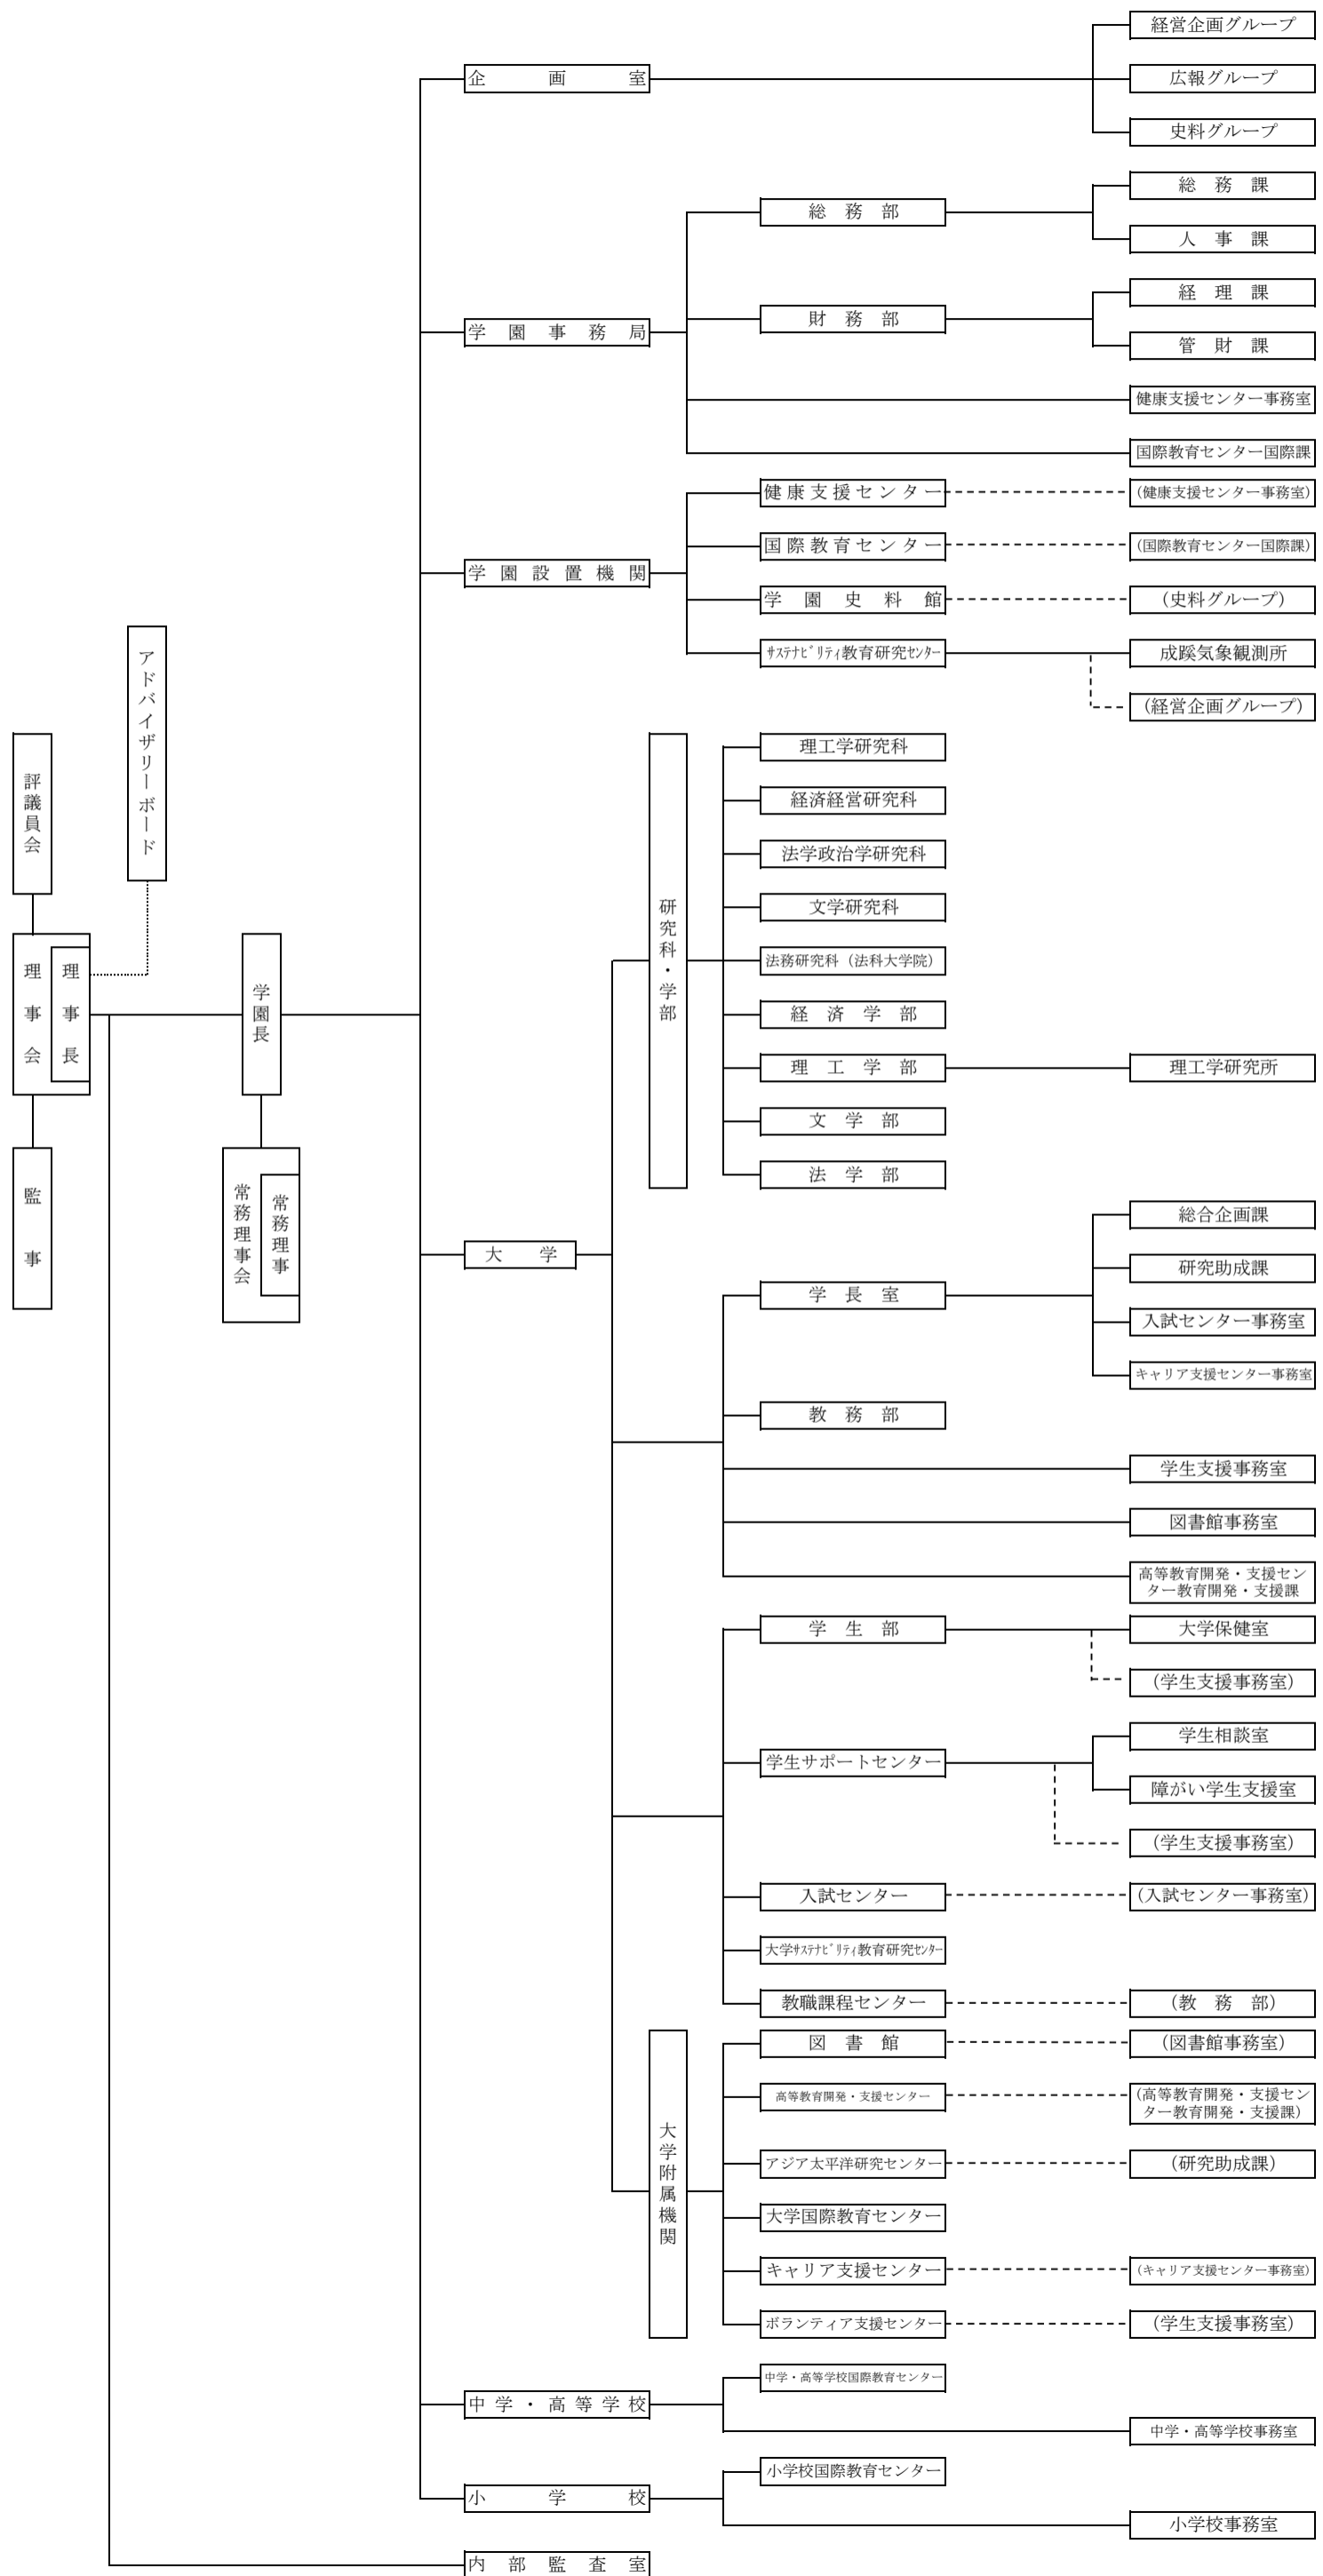 経営企画グループ
企画室
広報グループ
史料グループ
総務課
総務部
人事課
経理課
学園事務局
財務部
管財課
健康支援センター事務室
国際教育センター国際課
健康支援センター
(健康支援センター事務室)
国際教育センター
(国際教育センター国際課)
学園設置機関
学園史料館
(史料グループ)
サステナビリティ教育研究センター
成蹊気象観測所
(経営企画グループ)
アドバイザリーボード
評議員会
理事会
理事長
監事
学園長
常務理事会
常務理事
研究科・学部
理工学研究科
経済経営研究科
法学政治学研究科
文学研究科
法務研究科（法科大学院）
経済学部
理工学部
理工学研究所
文学部
法学部
大学
総合企画課
研究助成課
学長室
入試センター事務室
キャリア支援センター事務室
教務部
学生支援事務室
図書館事務室
高等教育開発・支援セン
ター教育開発・支援課
学生部
大学保健室
（学生支援事務室）
学生相談室
学生サポートセンター
障がい学生支援室
（学生支援事務室）
入試センター
(入試センター事務室)
大学サステナビリティ教育研究センター
教職課程センター
（教務部）
大学附属機関
図書館
（図書館事務室）
高等教育開発・支援センター
(高等教育開発・支援セン
ター教育開発・支援課)
アジア太平洋研究センター
（研究助成課）
大学国際教育センター
キャリア支援センター
(キャリア支援センター事務室)
ボランティア支援センター
（学生支援事務室）
中学・高等学校国際教育センター
中学・高等学校
中学・高等学校事務室
小学校国際教育センター
小学校
小学校事務室
内部監査室